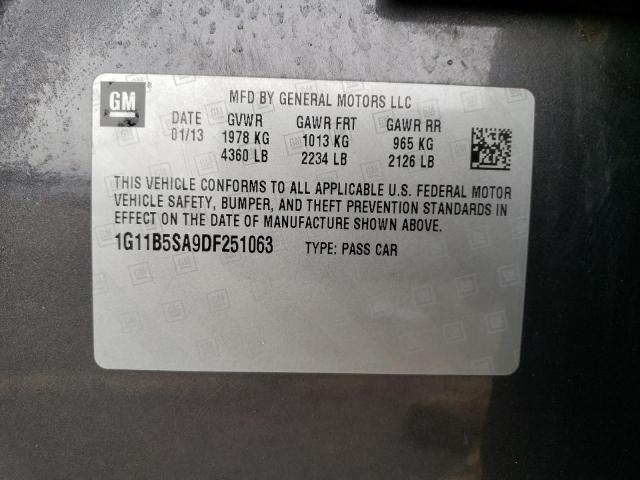 GM
MFD BY GENERAL MOTORS LLC
DATE GVWR GAWR FRT GAWR RR
01/13 1978 KG 1013 KG 965 KG
4360 LB 2234 LB 2126 LB
THIS VEHICLE CONFORMS TO ALL APPLICABLE U.S. FEDERAL MOTOR
VEHICLE SAFETY, BUMPER, AND THEFT PREVENTION STANDARDS IN
EFFECT ON THE DATE OF MANUFACTURE SHOWN ABOVE.
1G11B5SA9DF251063 TYPE: PASS CAR